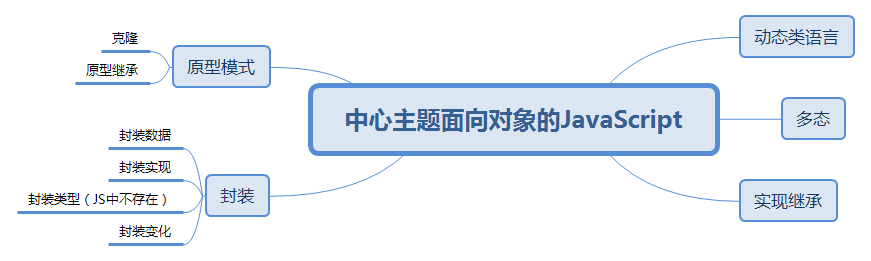 中心主题面向对象的JavaScript
动态类语言
多态
实现继承
原型模式
克隆
原型继承
封装
封装数据
封装实现
封装类型（JS中不存在）
封装变化